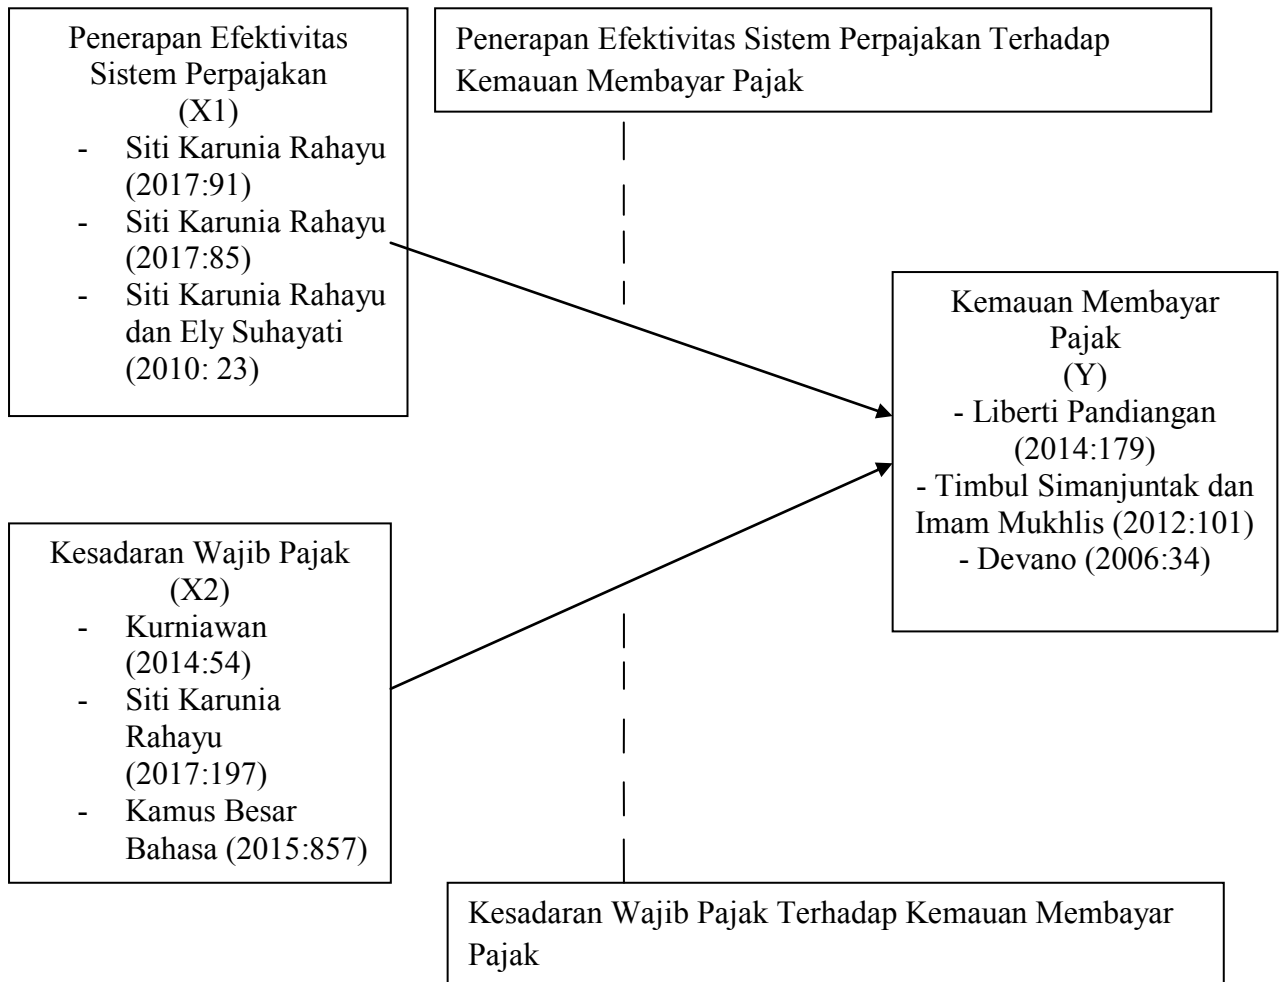 Penerapan Efektivitas
Sistem Perpajakan
(X1)
- Siti Karunia Rahayu
(2017:91)
- Siti Karunia Rahayu
(2017:85)
- Siti Karunia Rahayu
dan Ely Suhayati
(2010: 23)
Penerapan Efektivitas Sistem Perpajakan Terhadap
Kemauan Membayar Pajak
Kemauan Membayar
Pajak
(Y)
- Liberti Pandiangan
(2014:179)
- Timbul Simanjuntak dan
Imam Mukhlis (2012:101)
- Devano (2006:34)
Kesadaran Wajib Pajak
(X2)
- Kurniawan
(2014:54)
- Siti Karunia
Rahayu
(2017:197)
- Kamus Besar
Bahasa (2015:857)
Kesadaran Wajib Pajak Terhadap Kemauan Membayar
Pajak